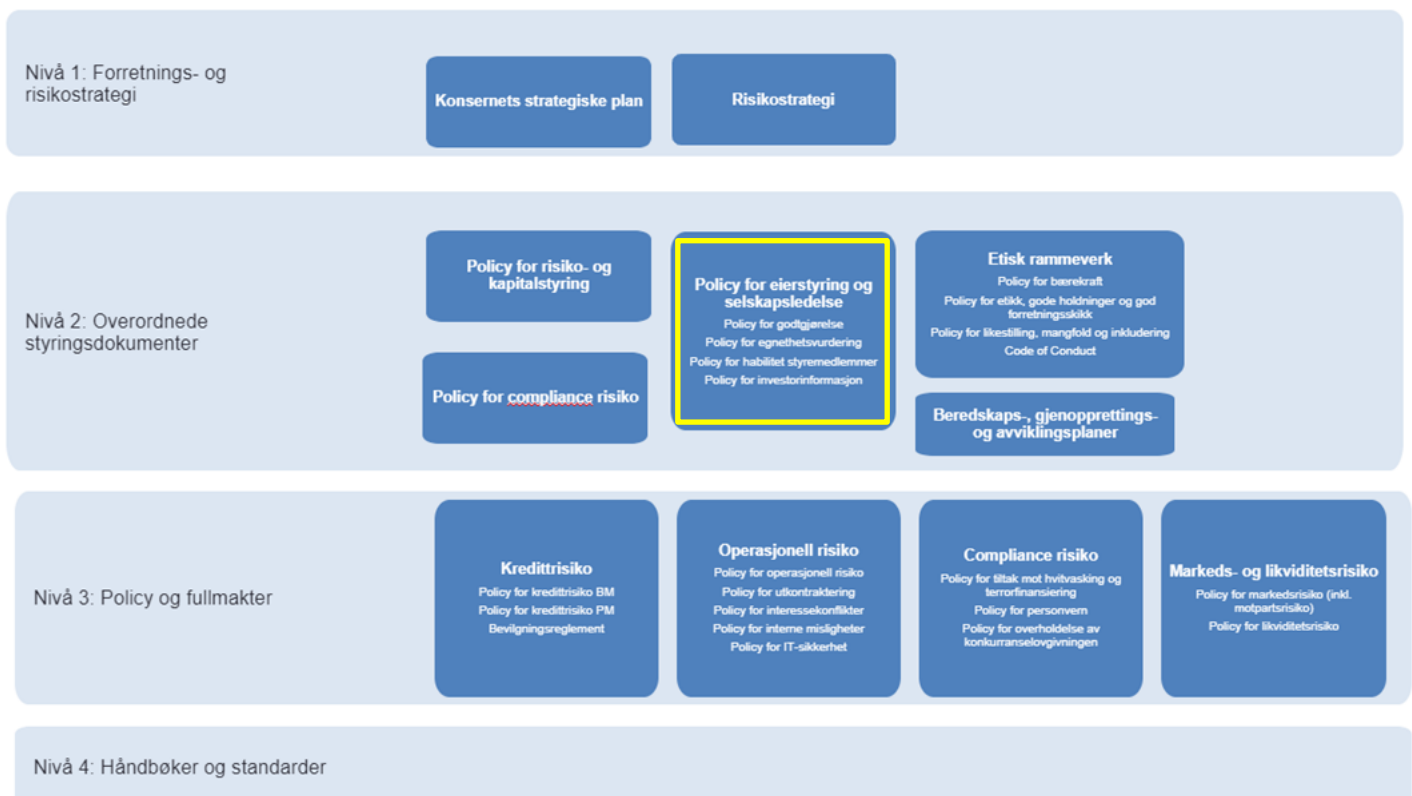 Nivå 1: Forretnings- og
risikostrategi
Konsernets strategiske plan
Risikostrategi
Nivå 2: Overordnede
styringsdokumenter
Policy for risiko- og
kapitalstyring
Policy for compliance risiko
Policy for eierstyring og
selskapsledelse
Policy for godtgjørelse
Policy for egnethetsvurdering
Policy for habilitet styremedlemmer
Policy for investorinformasjon
Etisk rammeverk
Policy for bærekraft
Policy for etikk, gode holdninger og god
forretningsskikk
Policy for likestilling, mangfold og inkludering
Code of Conduct
Beredskaps-, gjenopprettings-
og avviklingsplaner
Nivå 3: Policy og fullmakter
Kredittrisiko
Policy for kredittrisiko BM
Policy for kredittrisiko PM
Bevilgningsreglement
Operasjonell risiko
Policy for operasjonell risiko
Policy for utkontraktering
Policy for interessekonflikter
Policy for interne misligheter
Policy for IT-sikkerhet
Compliance risiko
Policy for tiltak mot hvitvasking og
terrorfinansiering
Policy for personvern
Policy for overholdelse av
konkurranselovgivningen
Markeds- og likviditetsrisiko
Policy for markedsrisiko (inkl.
motpartsrisiko)
Policy for likviditetsrisiko
Nivå 4: Håndbøker og standarder